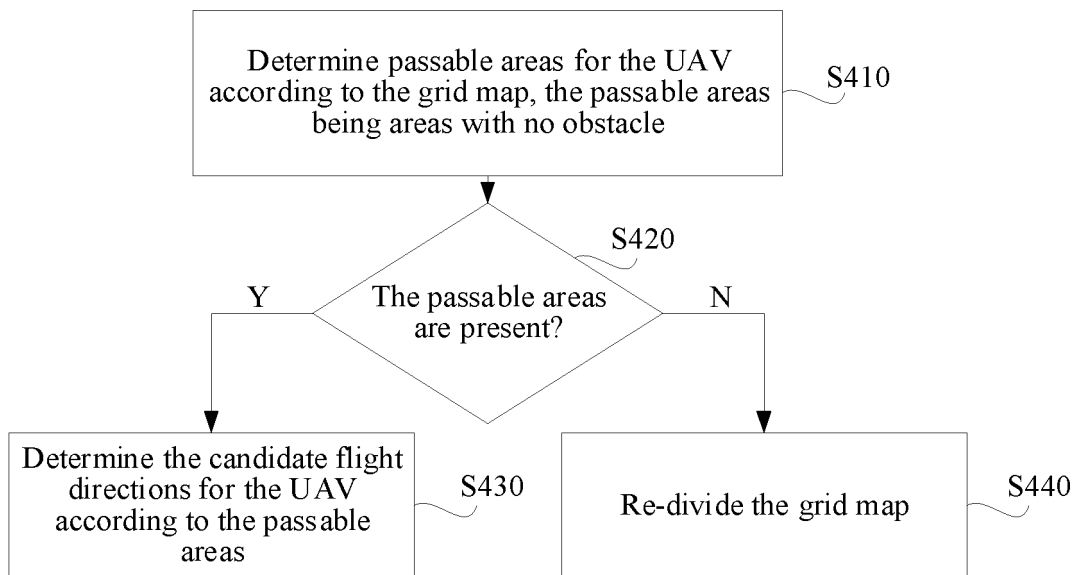 Determine passable areas for the UAV
according to the grid map, the passable areas
being areas with no obstacle
S410
S420
The passable areas
are present?
Y
N
Determine the candidate flight
directions for the UAV
according to the passable
areas
S430
Re-divide the grid map
S440